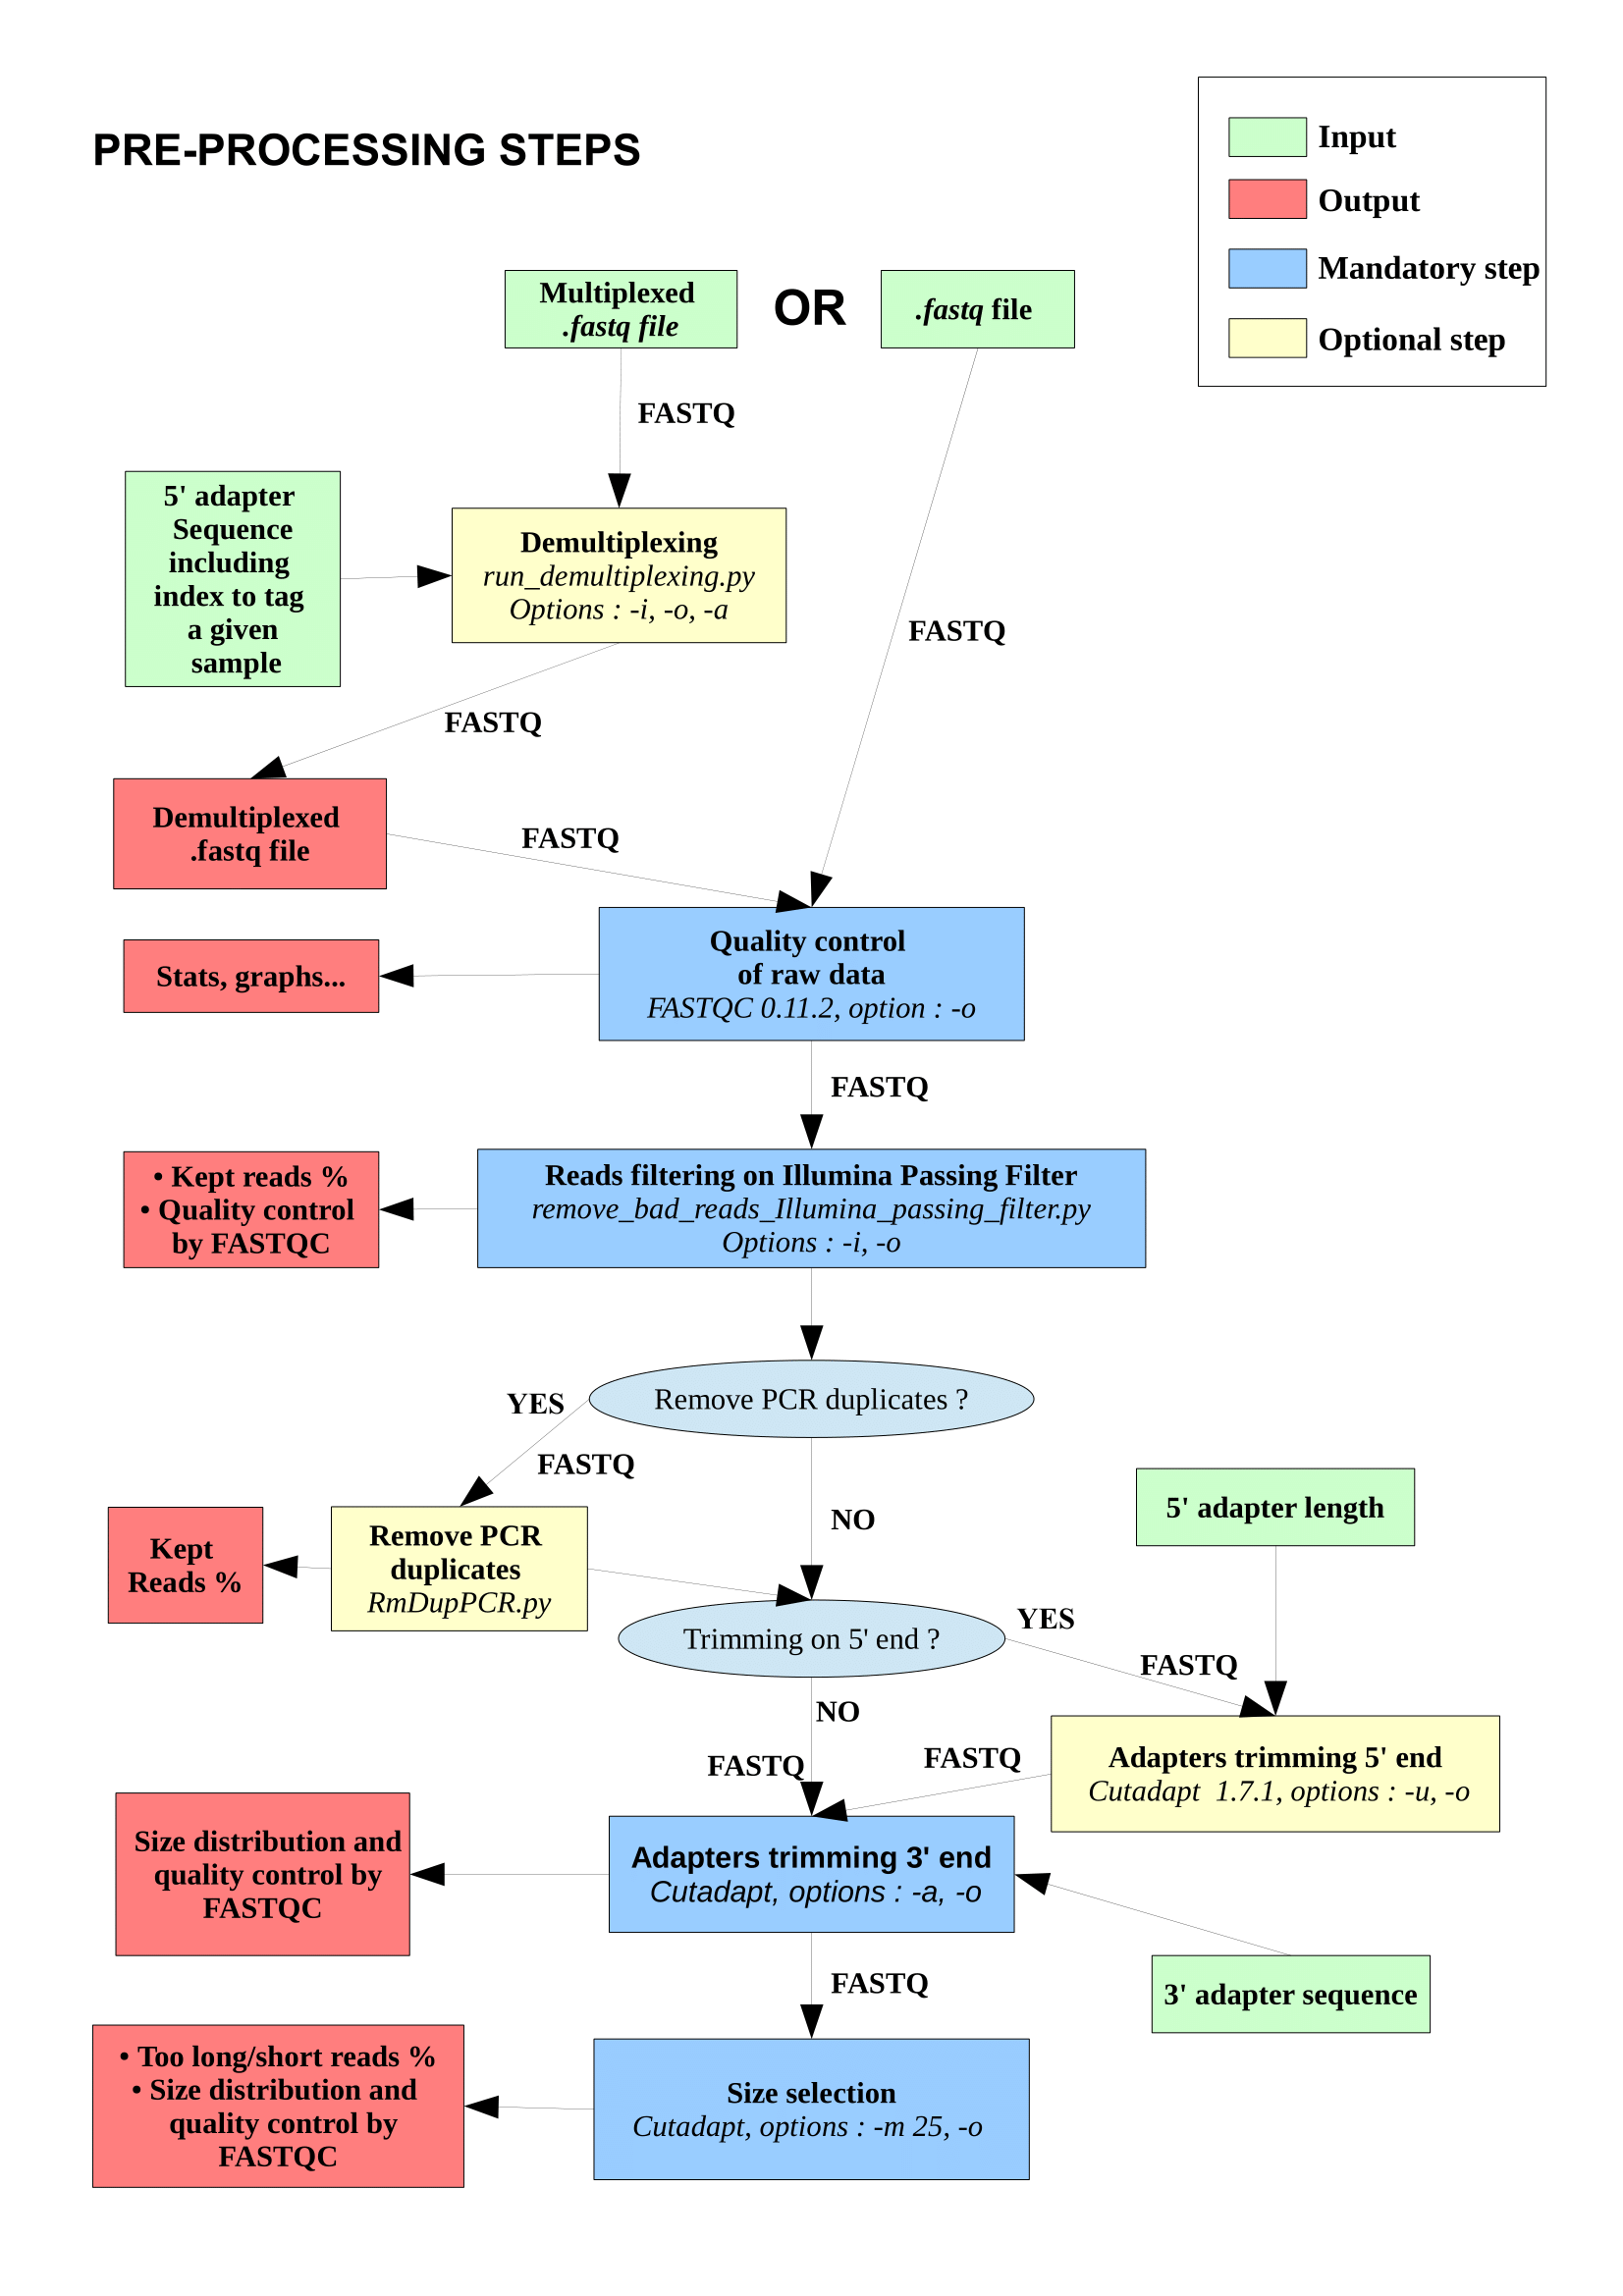 PRE-PROCESSING STEPS
Input
Output
Mandatory step
Optional step
Multiplexed
.fastq file
OR
.fastq file
FASTQ
5' adapter
Sequence
including
index to tag
a given
sample
Demultiplexing
run_demultiplexing.py
Options : -i, -o, -a
FASTQ
FASTQ
Demultiplexed
.fastq file
FASTQ
Quality control
of raw data
FASTQC 0.11.2, option : -o
Stats, graphs...
FASTQ
• Kept reads %
• Quality control
by FASTQC
Reads filtering on Illumina Passing Filter
remove_bad_reads_Illumina_passing_filter.py
Options : -i, -o
Remove PCR duplicates ?
YES
FASTQ
NO
Kept
Reads %
Remove PCR
duplicates
RmDupPCR.py
5' adapter length
Trimming on 5' end ?
YES
FASTQ
NO
FASTQ
FASTQ
Adapters trimming 5' end
Cutadapt  1.7.1, options : -u, -o
Size distribution and
quality control by
FASTQC
Adapters trimming 3' end
Cutadapt, options : -a, -o
FASTQ
3' adapter sequence
• Too long/short reads %
• Size distribution and
quality control by
FASTQC
Size selection
Cutadapt, options : -m 25, -o